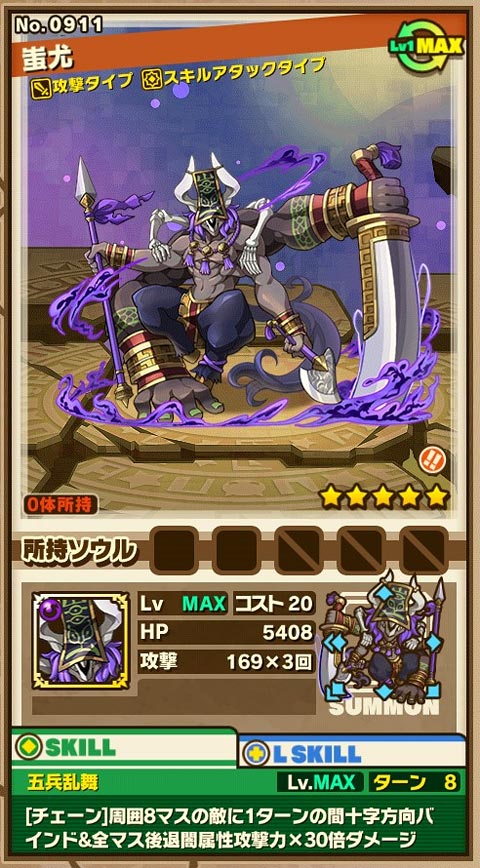 No.0911
Lv1 MAX
蚩尤
攻撃タイプ スキルアタックタイプ
0体所持
所持ソウル
Lv MAX コスト 20
HP 5408
攻撃 169×3回
SUMMON
SKILL
L SKILL
五兵乱舞 Lv.MAX ターン 8
[チェーン]周囲8マスの敵に1ターンの間十字方向バ
インド&全マス後退闇属性攻撃力×30倍ダメージ